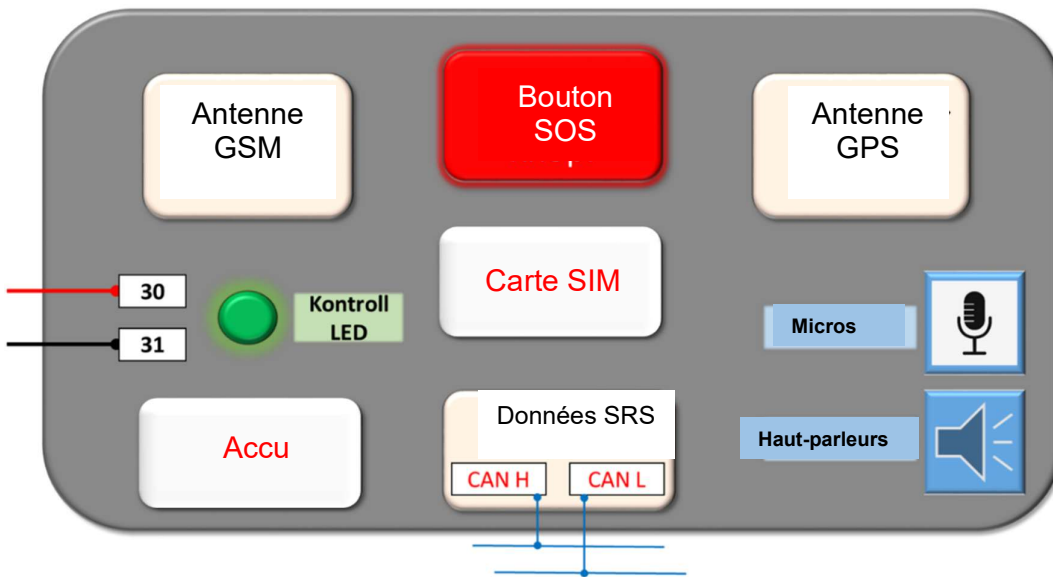 Antenne
GSM
Bouton
SOS
Antenne
GPS
30
31
Kontroll
LED
Carte SIM
Micros
Accu
Données SRS
CAN H
CAN L
Haut-parleurs